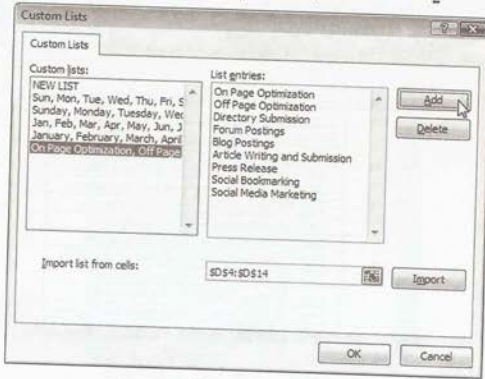 Custom Lists
Custom Lists
Custom lists:
NEW LIST
Sun, Mon, Tue, Wed, Thu, Fri, S
Sunday, Monday, Tuesday, Wed
Jan, Feb, Mar, Apr, May, Jun, J
January, February, March, April
On Page Optimization, Off Page
List entries:
On Page Optimization
Off Page Optimization
Directory Submission
Forum Postings
Blog Postings
Article Writing and Submission
Press Release
Social Bookmarking
Social Media Marketing
Add
Delete
Import list from cells:
$D$4:$D$14
Import
OK
Cancel